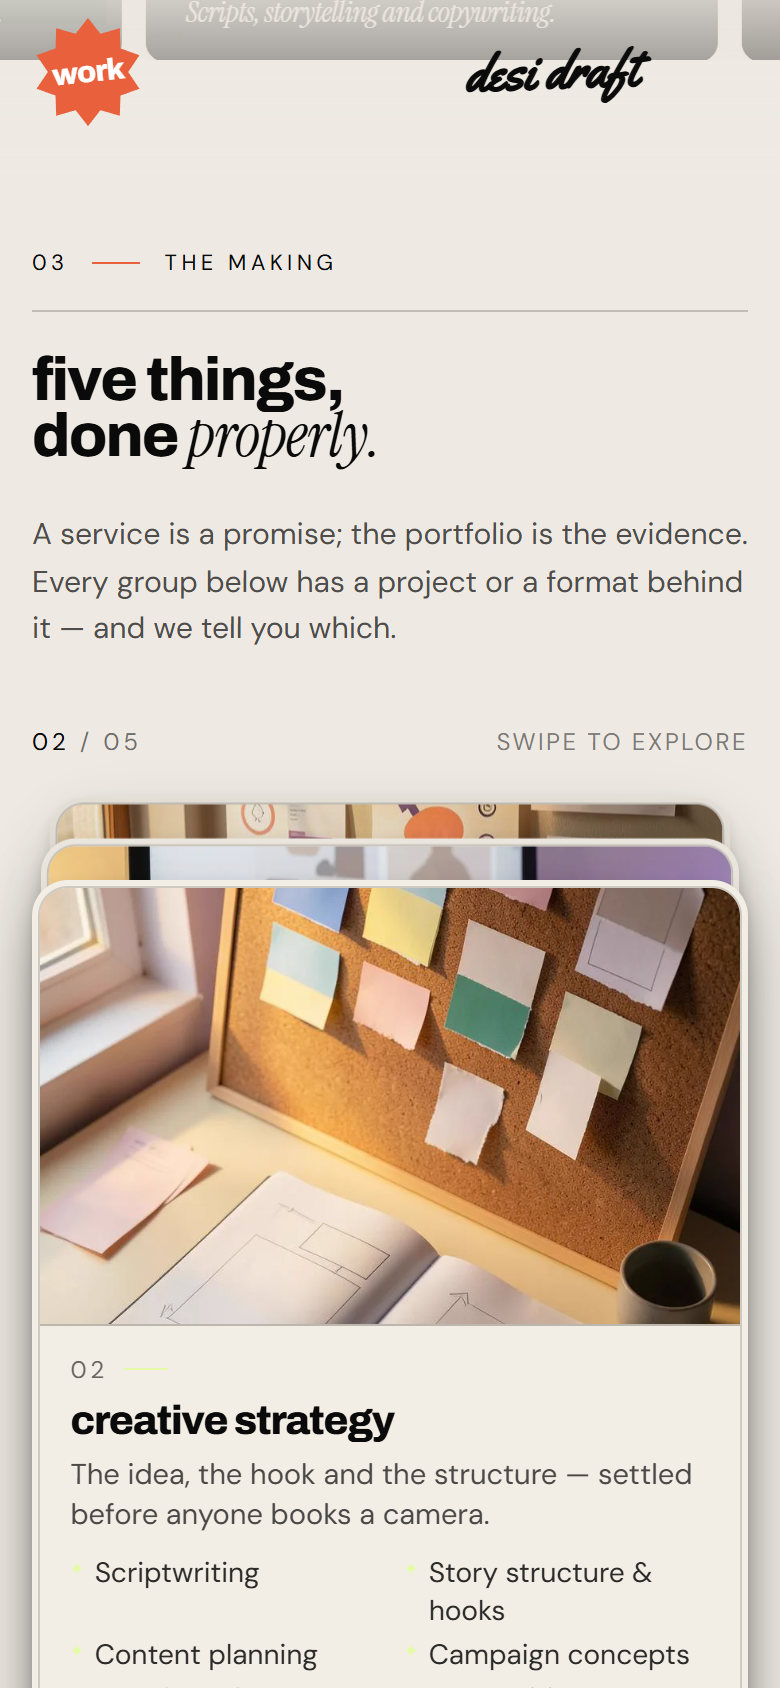 Scripts, storytelling and copywriting.
work
desi draft
03 — THE MAKING
five things,
done properly.
A service is a promise; the portfolio is the evidence.
Every group below has a project or a format behind
it — and we tell you which.
02 / 05
SWIPE TO EXPLORE
02
creative strategy
The idea, the hook and the structure — settled
before anyone books a camera.
Scriptwriting
Story structure &
hooks
Content planning
Campaign concepts